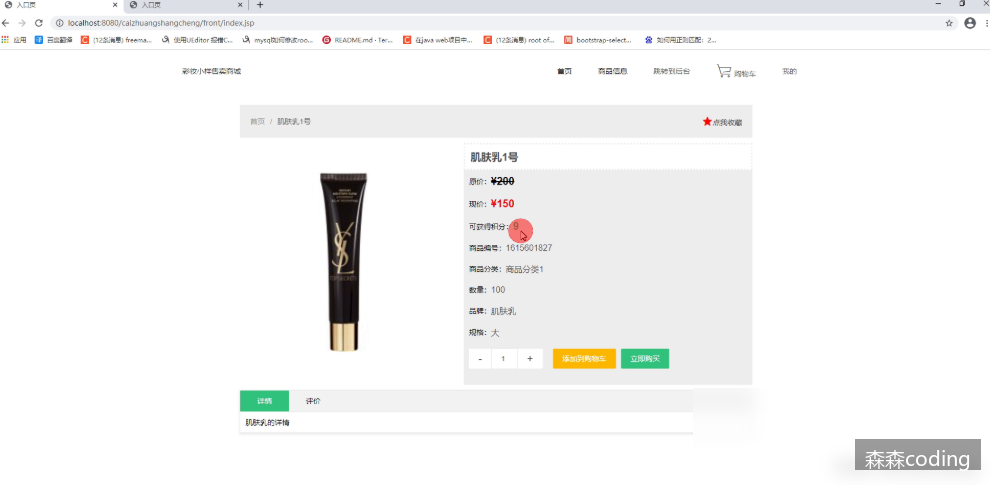 入口页
入口页
localhost:8080/caizhuangshangcheng/front/index.jsp
应用 百度翻译 (12条消息) freema... 使用UEditor 报错C... mysql如何修改roo... README.md · Ter... 在java web项目中... (12条消息) root of... bootstrap-select... 如何用正则匹配：2...
彩妆小样售卖商城 首页 商品信息 跳转到后台 购物车 我的
首页 / 肌肤乳1号 点我收藏
肌肤乳1号
原价：¥200
现价：¥150
可获得积分：9
商品编号：1615601827
商品分类：商品分类1
数量：100
品牌：肌肤乳
规格：大
- 1 + 添加到购物车 立即购买
YSL
详情 评价
肌肤乳的详情
森森coding